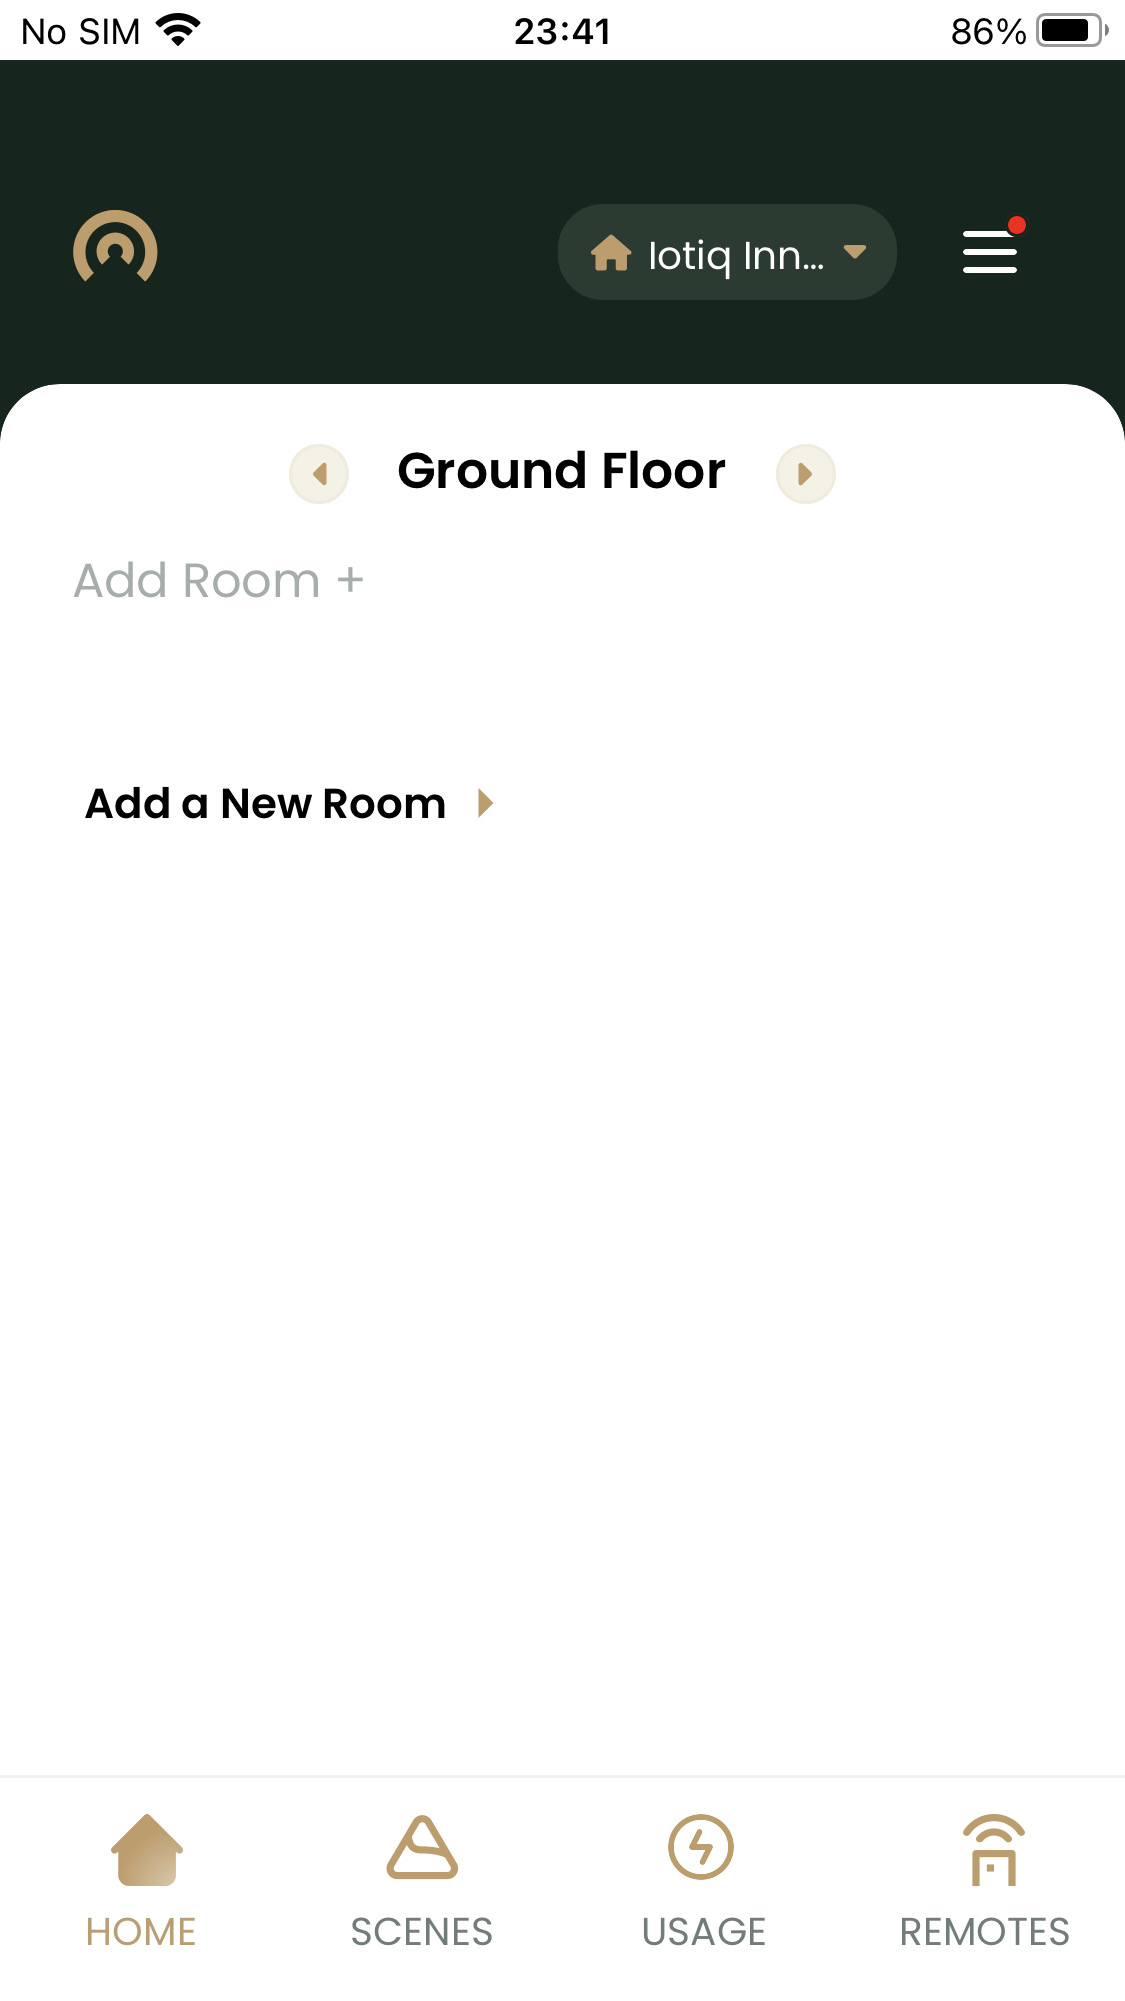 No SIM 23:41 86%
Iotiq Inn...
Ground Floor
Add Room +
Add a New Room
HOME SCENES USAGE REMOTES